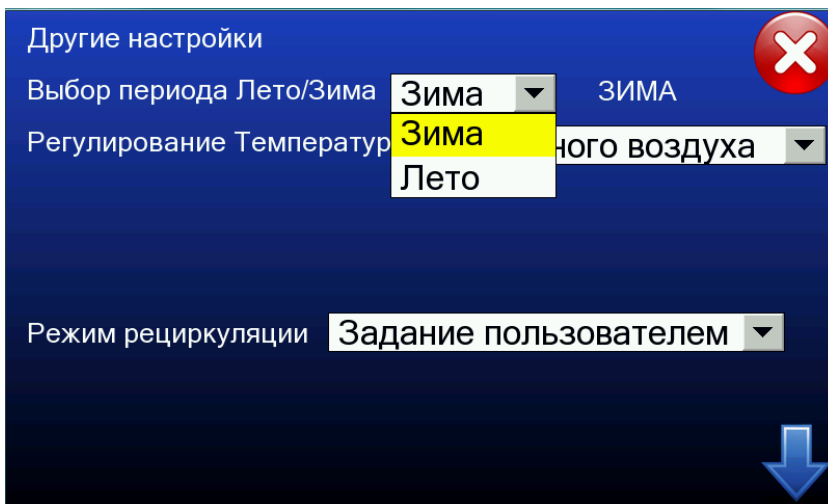 Другие настройки
Выбор периода Лето/Зима Зима ЗИМА
Регулирование Температур Зима ного воздуха
Лето
Режим рециркуляции Задание пользователем